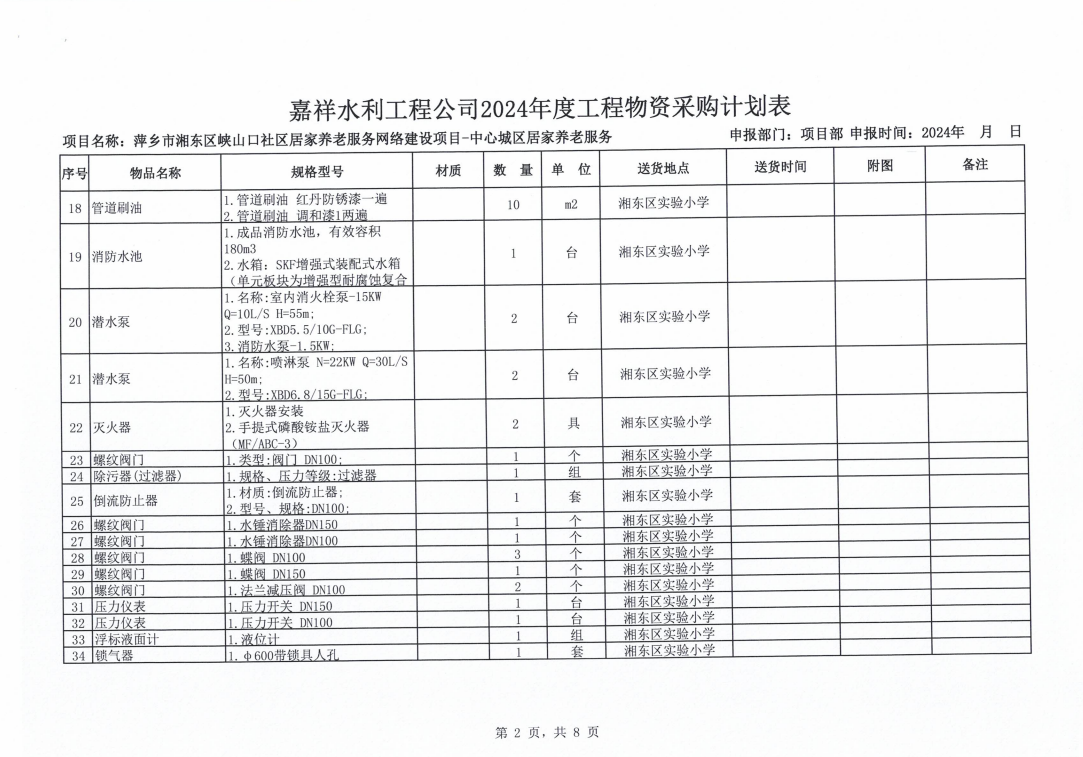 嘉祥水利工程公司2024年度工程物资采购计划表
项目名称：萍乡市湘东区峡山口社区居家养老服务网络建设项目-中心城区居家养老服务 申报部门：项目部 申报时间：2024年 月 日
序号 物品名称 规格型号 材质 数 量 单 位 送货地点 送货时间 附图 备注
18 管道刷油 1.管道刷油 红丹防锈漆一遍 10 m2 湘东区实验小学
2.管道刷油 调和漆1两遍
19 消防水池 1.成品消防水池，有效容积 1 台 湘东区实验小学
180m3
2.水箱：SKF增强式装配式水箱
（单元板块为增强型耐腐蚀复合
20 潜水泵 1.名称:室内消火栓泵-15KW 2 台 湘东区实验小学
Q=10L/S H=55m;
2.型号:XBD5.5/10G-FLG;
3.消防水泵-1.5KW;
21 潜水泵 1.名称:喷淋泵 N=22KW Q=30L/S 2 台 湘东区实验小学
H=50m;
2.型号:XBD6.8/15G-FLG;
22 灭火器 1.灭火器安装 2 具 湘东区实验小学
2.手提式磷酸铵盐灭火器
（MF/ABC-3）
23 螺纹阀门 1.类型:阀门 DN100; 1 个 湘东区实验小学
24 除污器(过滤器) 1.规格、压力等级:过滤器 1 组 湘东区实验小学
25 倒流防止器 1.材质:倒流防止器; 1 套 湘东区实验小学
2.型号、规格:DN100;
26 螺纹阀门 1.水锤消除器DN150 1 个 湘东区实验小学
27 螺纹阀门 1.水锤消除器DN100 1 个 湘东区实验小学
28 螺纹阀门 1.蝶阀 DN100 3 个 湘东区实验小学
29 螺纹阀门 1.蝶阀 DN150 1 个 湘东区实验小学
30 螺纹阀门 1.法兰减压阀 DN100 2 个 湘东区实验小学
31 压力仪表 1.压力开关 DN150 1 台 湘东区实验小学
32 压力仪表 1.压力开关 DN100 1 台 湘东区实验小学
33 浮标液面计 1.液位计 1 组 湘东区实验小学
34 锁气器 1.φ600带锁具人孔 1 套 湘东区实验小学
第 2 页，共 8 页